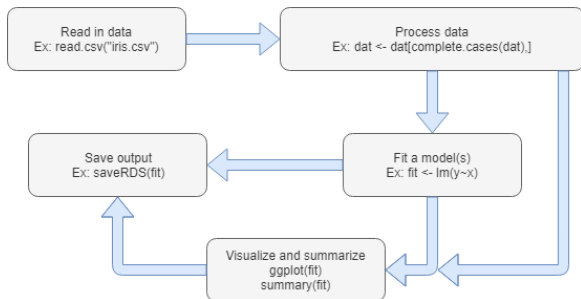 Read in data
Ex: read.csv("iris.csv")
Process data
Ex: dat <- dat[complete.cases(dat),]
Save output
Ex: saveRDS(fit)
Fit a model(s)
Ex: fit <- lm(y~x)
Visualize and summarize
ggplot(fit)
summary(fit)